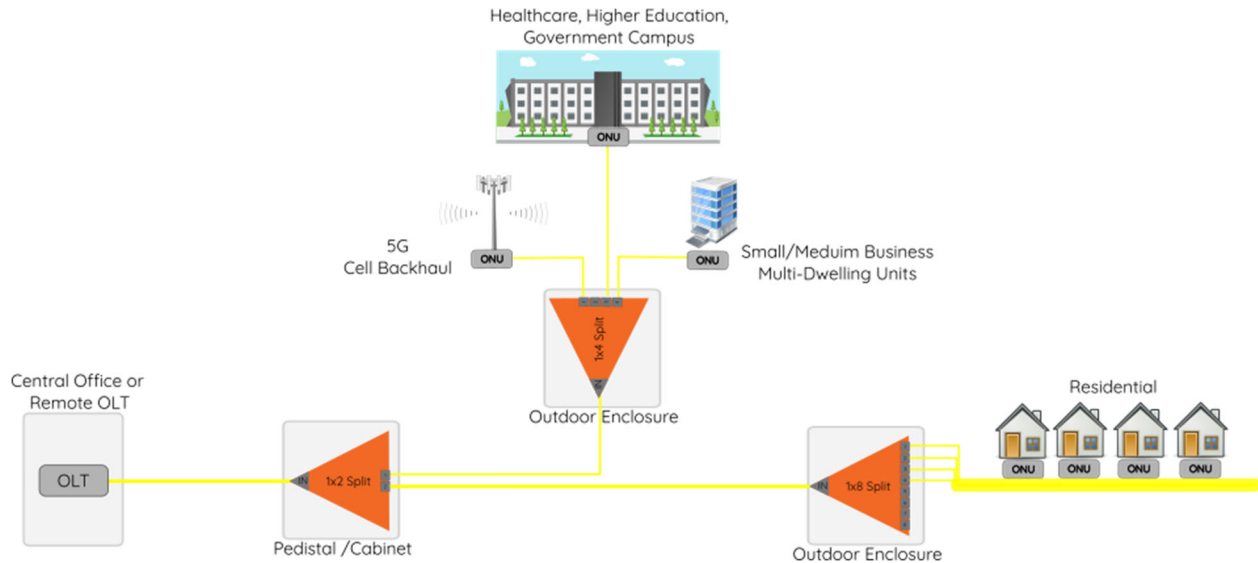 Healthcare, Higher Education,
Government Campus
ONU
5G
Cell Backhaul
ONU
ONU
Small/Meduim Business
Multi-Dwelling Units
1x4 Split
IN
Outdoor Enclosure
Central Office or
Remote OLT
OLT
IN
1x2 Split
Pedistal /Cabinet
IN
1x8 Split
Outdoor Enclosure
Residential
ONU
ONU
ONU
ONU